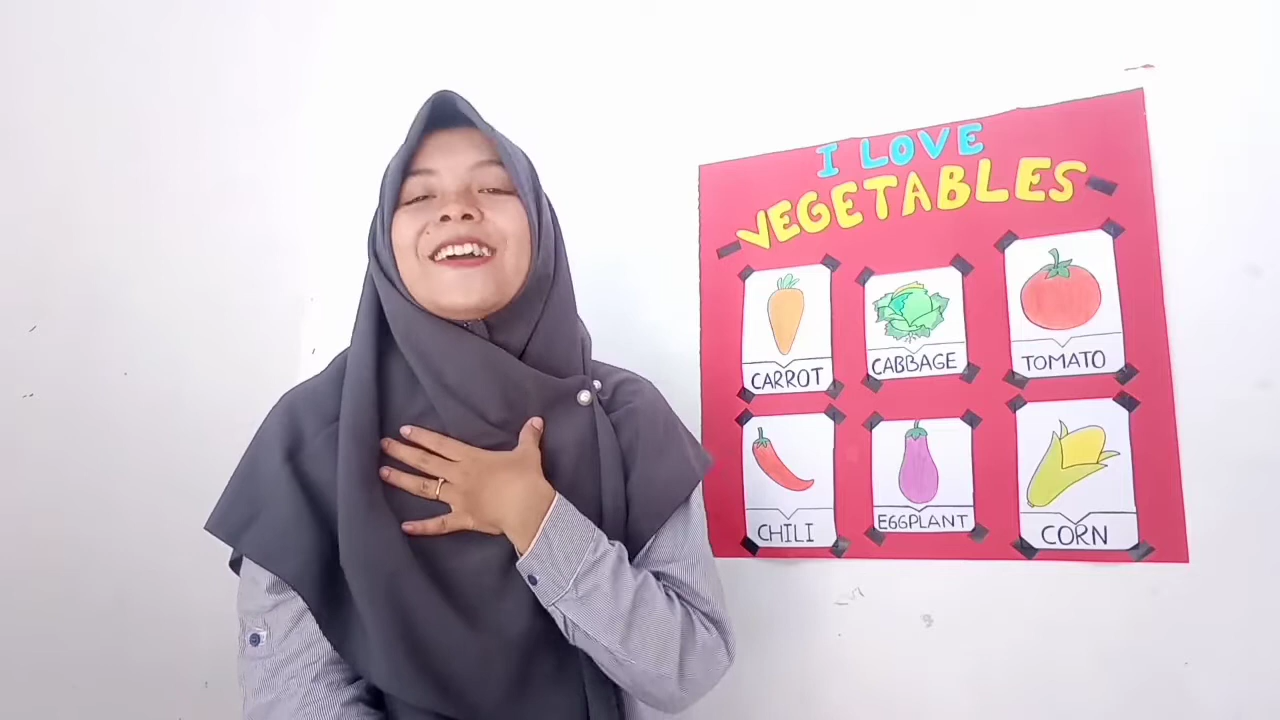 I LOVE
VEGETABLES
CARROT
CABBAGE
TOMATO
CHILI
EGGPLANT
CORN